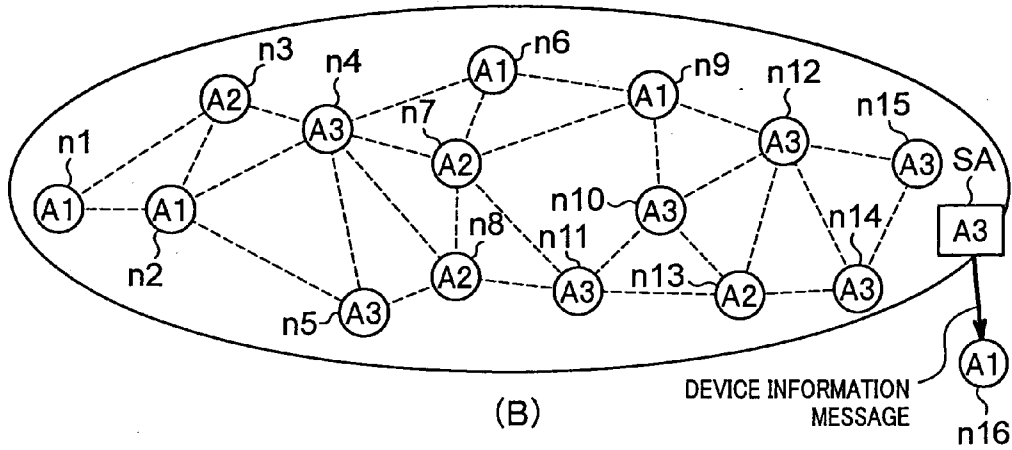 n3
n4
n6
n9
n12
n15
A1
A2
A1
n7
A3
A3
A3
SA
n1
A2
A1
A1
n10
A3
n14
A3
n2
n8
n11
A2
A3
n13
A2
A3
n5
A3
A1
DEVICE INFORMATION
MESSAGE
n16
(B)